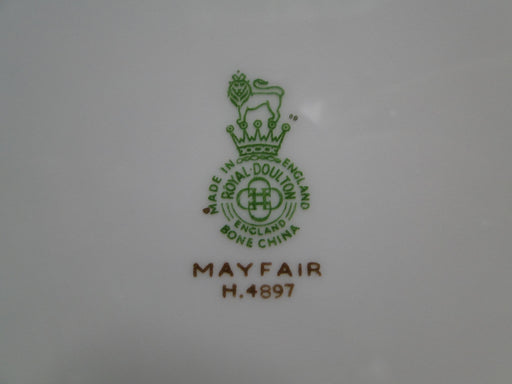 MADE IN ENGLAND
ROYAL·DOULTON
ENGLAND
BONE CHINA
MAYFAIR
H.4897